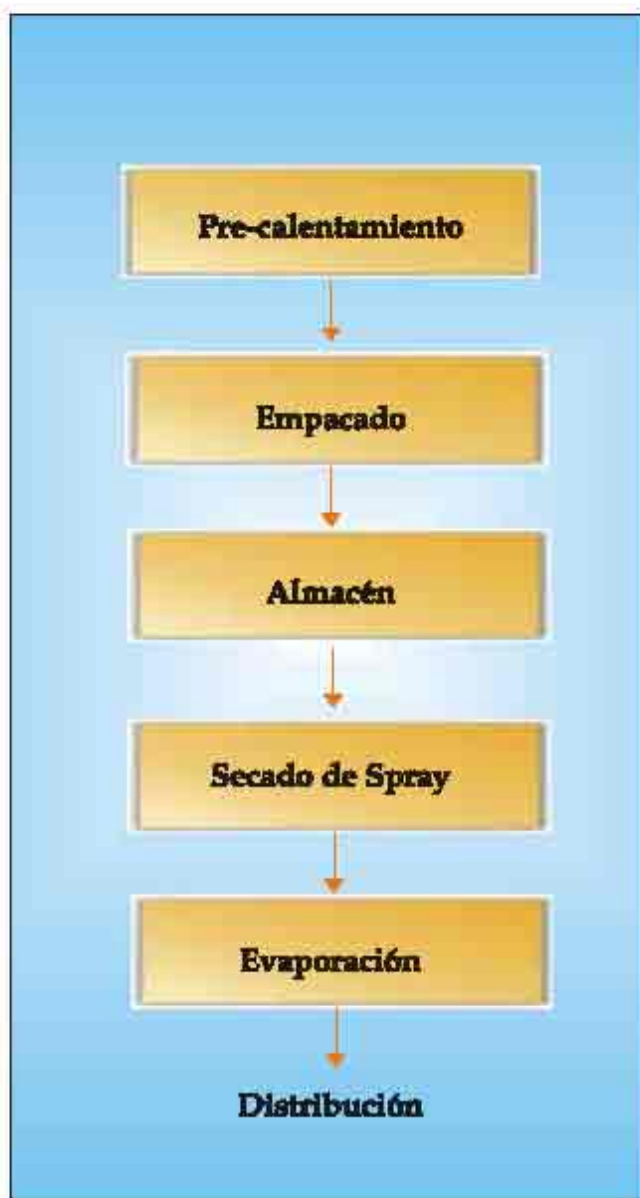 Pre-calentamiento
Empacado
Almacén
Secado de Spray
Evaporación
Distribución